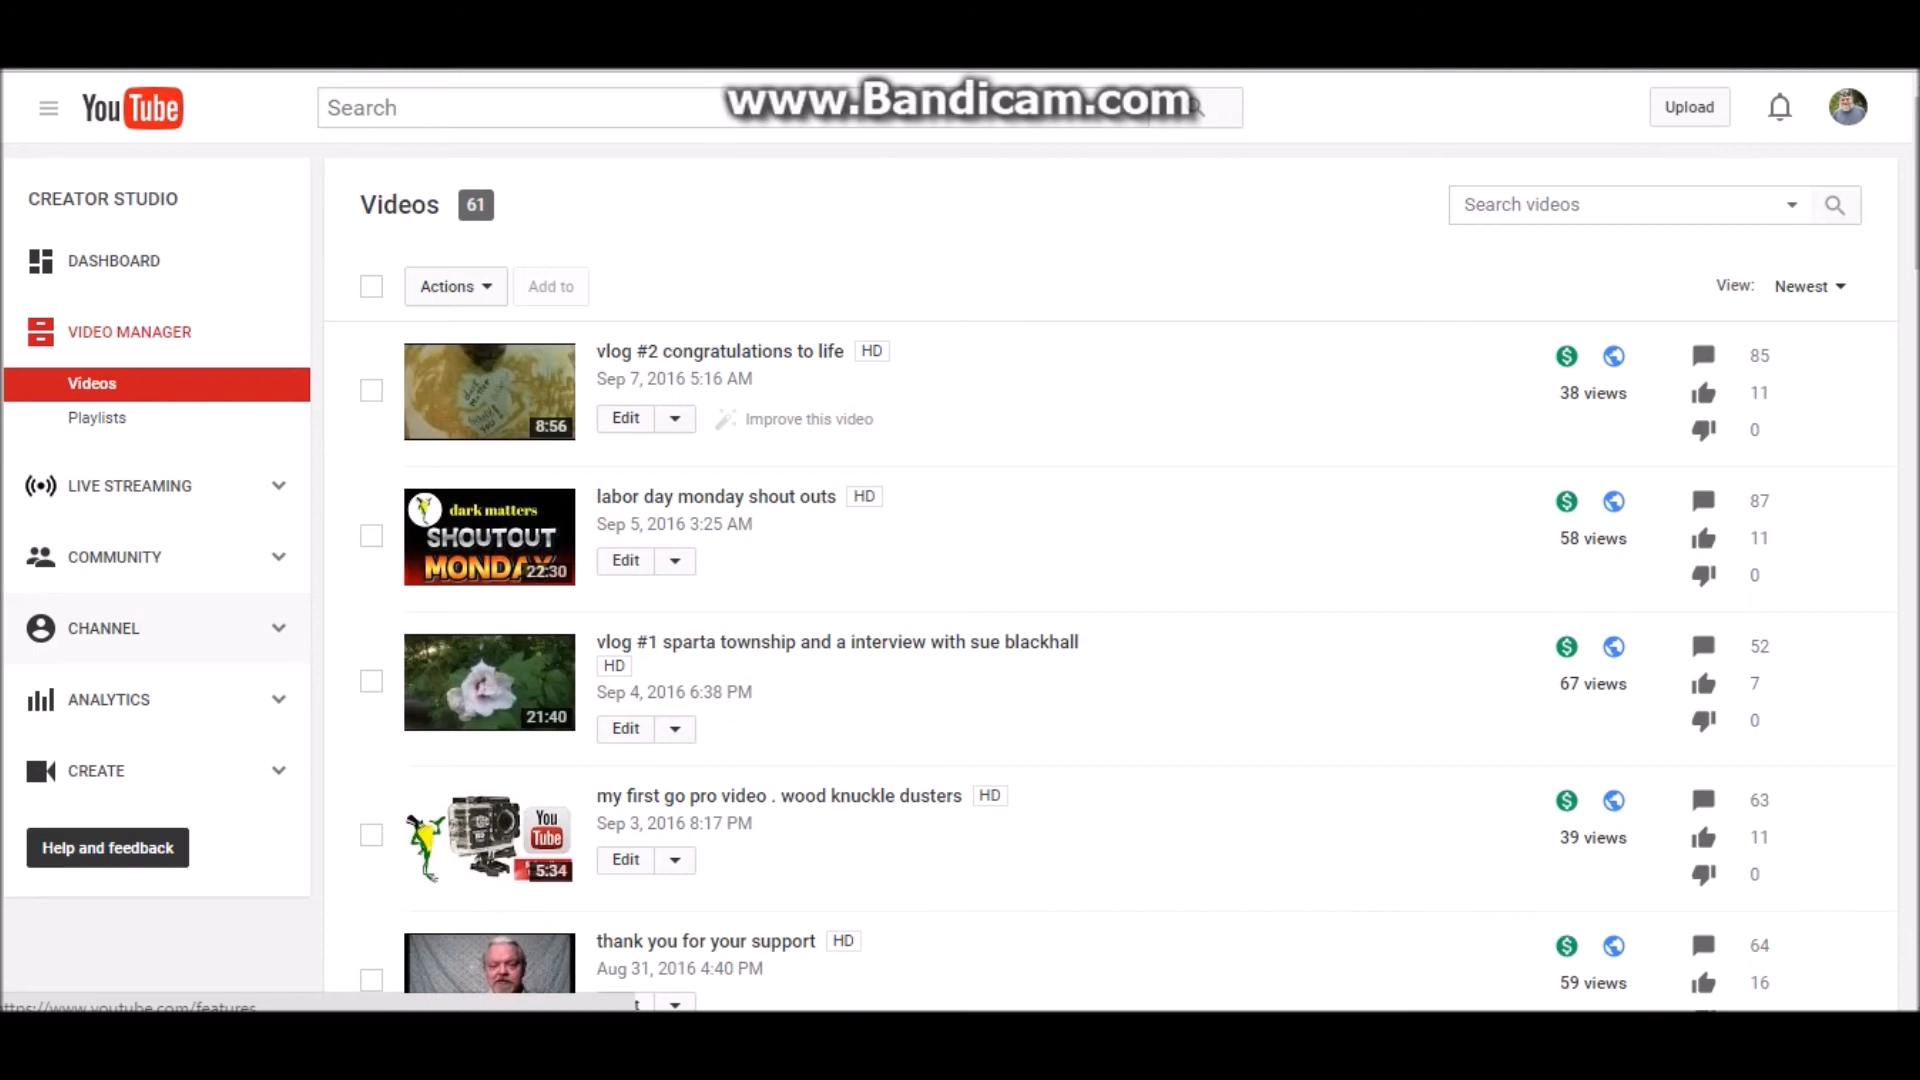 www.Bandicam.com
YouTube
Search
Upload
CREATOR STUDIO
DASHBOARD
VIDEO MANAGER
Videos
Playlists
LIVE STREAMING
COMMUNITY
CHANNEL
ANALYTICS
CREATE
Help and feedback
https://www.youtube.com/features
Videos 61
Search videos
Actions Add to
View: Newest
8:56
vlog #2 congratulations to life HD
Sep 7, 2016 5:16 AM
Edit Improve this video
38 views
85
11
0
dark matters
SHOUTOUT
MONDAY
22:30
labor day monday shout outs HD
Sep 5, 2016 3:25 AM
Edit
58 views
87
11
0
21:40
vlog #1 sparta township and a interview with sue blackhall
HD
Sep 4, 2016 6:38 PM
Edit
67 views
52
7
0
You
Tube
5:34
my first go pro video . wood knuckle dusters HD
Sep 3, 2016 8:17 PM
Edit
39 views
63
11
0
thank you for your support HD
Aug 31, 2016 4:40 PM
59 views
64
16